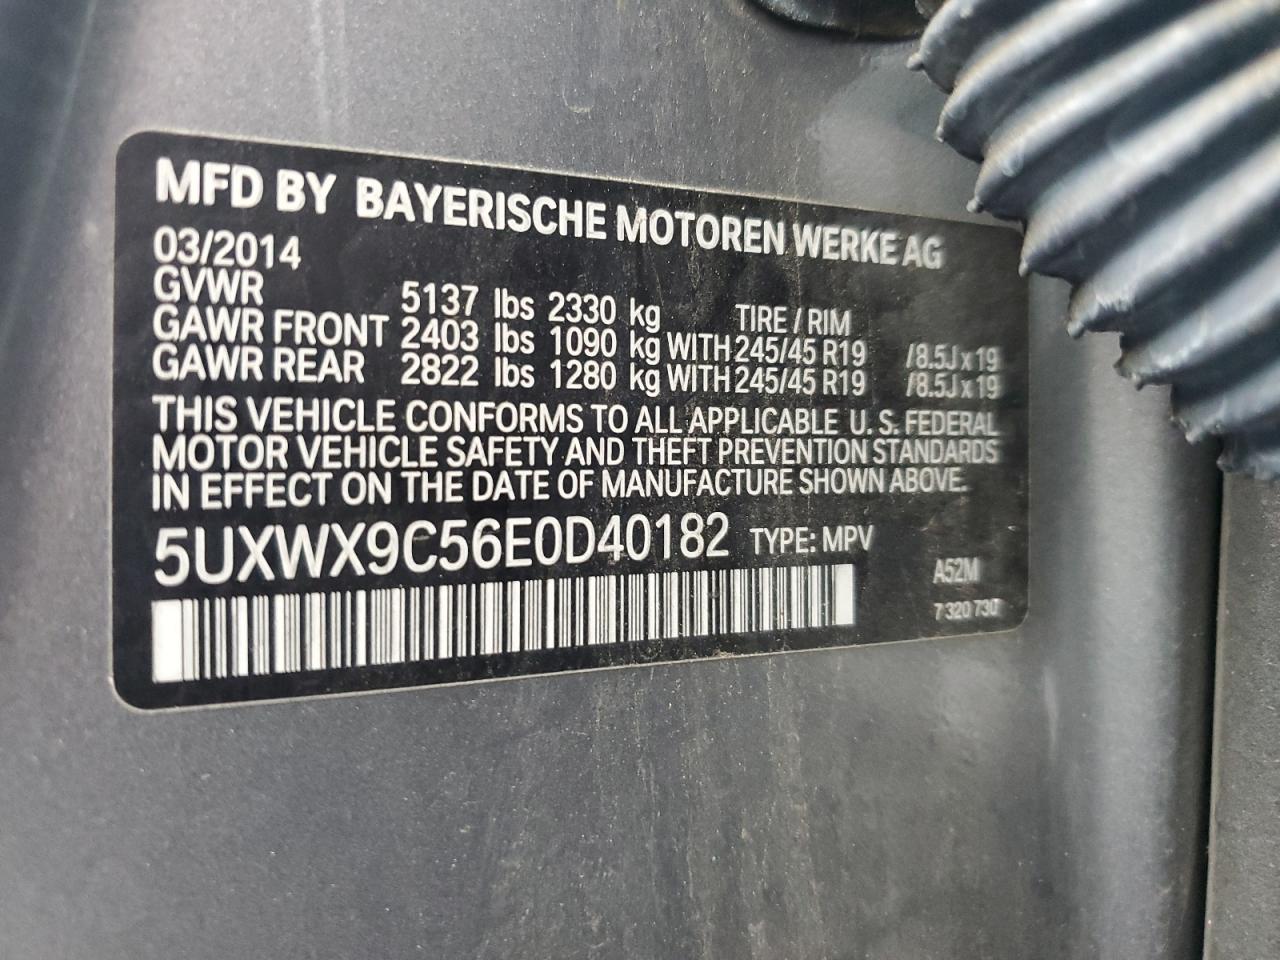 MFD BY BAYERISCHE MOTOREN WERKE AG
03/2014
GVWR 5137 lbs 2330 kg TIRE / RIM
GAWR FRONT 2403 lbs 1090 kg WITH 245/45 R19 /8.5J x 19
GAWR REAR 2822 lbs 1280 kg WITH 245/45 R19 /8.5J x 19
THIS VEHICLE CONFORMS TO ALL APPLICABLE U.S. FEDERAL
MOTOR VEHICLE SAFETY AND THEFT PREVENTION STANDARDS
IN EFFECT ON THE DATE OF MANUFACTURE SHOWN ABOVE.
5UXWX9C56E0D40182 TYPE: MPV
A52M
7 320 730